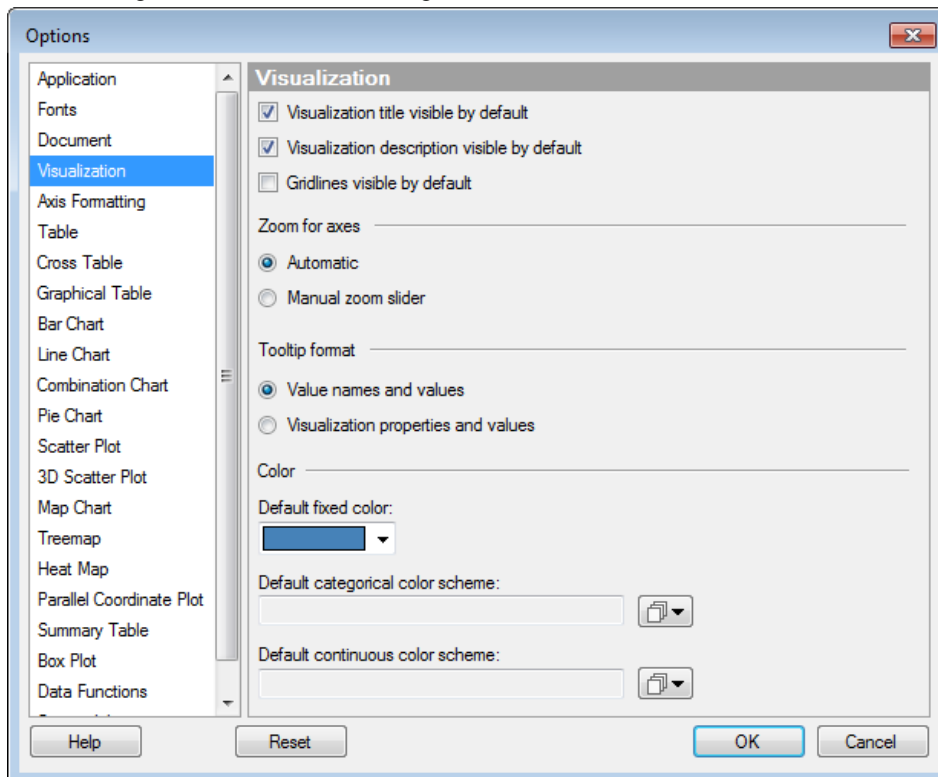 Options
Application
Fonts
Document
Visualization
Axis Formatting
Table
Cross Table
Graphical Table
Bar Chart
Line Chart
Combination Chart
Pie Chart
Scatter Plot
3D Scatter Plot
Map Chart
Treemap
Heat Map
Parallel Coordinate Plot
Summary Table
Box Plot
Data Functions
Visualization
Visualization title visible by default
Visualization description visible by default
Gridlines visible by default
Zoom for axes
Automatic
Manual zoom slider
Tooltip format
Value names and values
Visualization properties and values
Color
Default fixed color:
Default categorical color scheme:
Default continuous color scheme:
Help
Reset
OK
Cancel